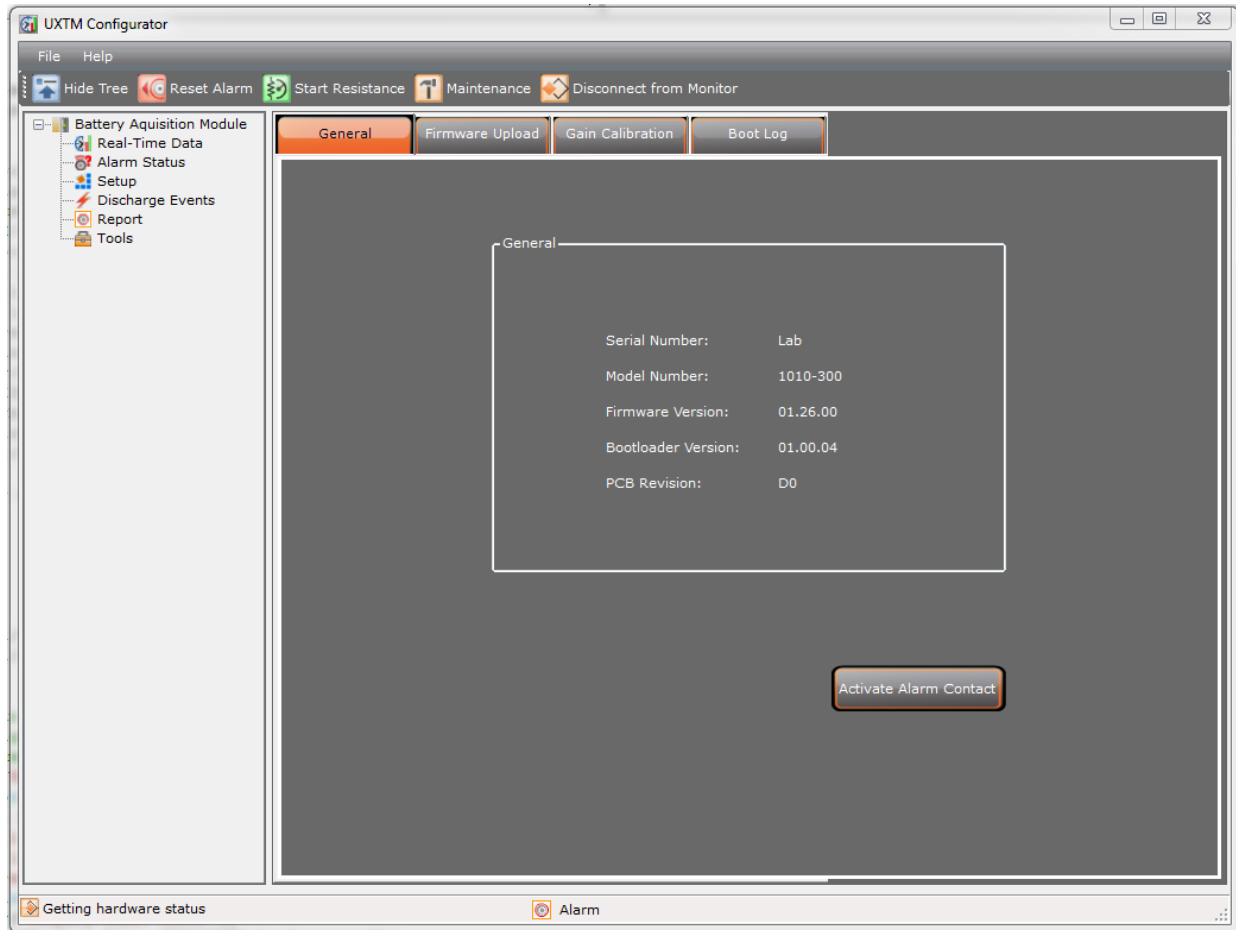 UXTM Configurator
File Help
Hide Tree Reset Alarm Start Resistance Maintenance Disconnect from Monitor
Battery Aquisition Module
Real-Time Data
Alarm Status
Setup
Discharge Events
Report
Tools
General Firmware Upload Gain Calibration Boot Log
General
Serial Number: Lab
Model Number: 1010-300
Firmware Version: 01.26.00
Bootloader Version: 01.00.04
PCB Revision: D0
Activate Alarm Contact
Getting hardware status Alarm